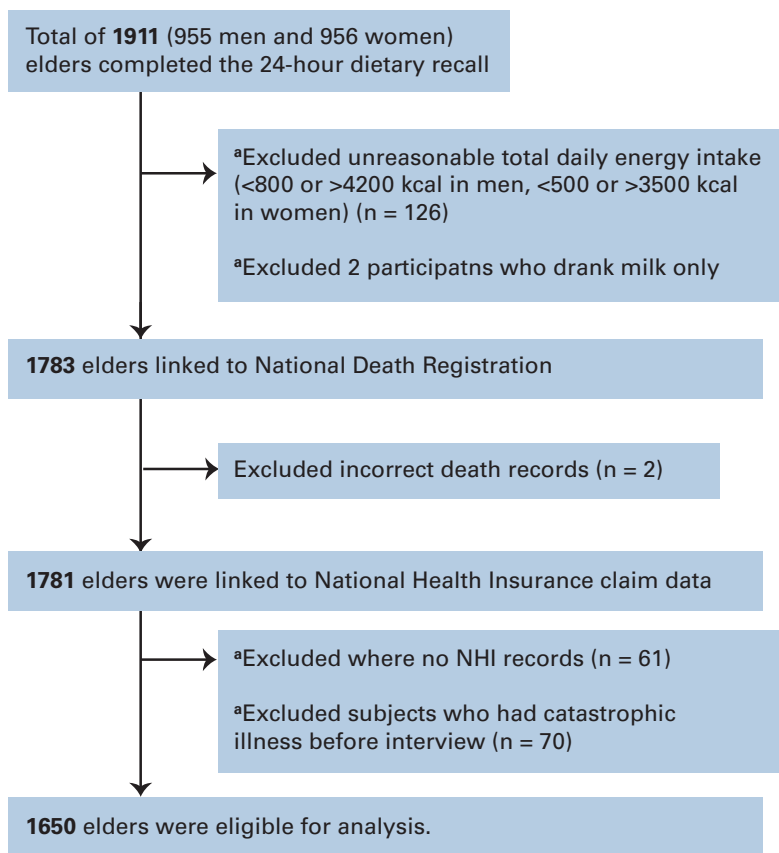 Total of 1911 (955 men and 956 women)
elders completed the 24-hour dietary recall
aExcluded unreasonable total daily energy intake
(<800 or >4200 kcal in men, <500 or >3500 kcal
in women) (n = 126)
aExcluded 2 participatns who drank milk only
1783 elders linked to National Death Registration
Excluded incorrect death records (n = 2)
1781 elders were linked to National Health Insurance claim data
aExcluded where no NHI records (n = 61)
aExcluded subjects who had catastrophic
illness before interview (n = 70)
1650 elders were eligible for analysis.